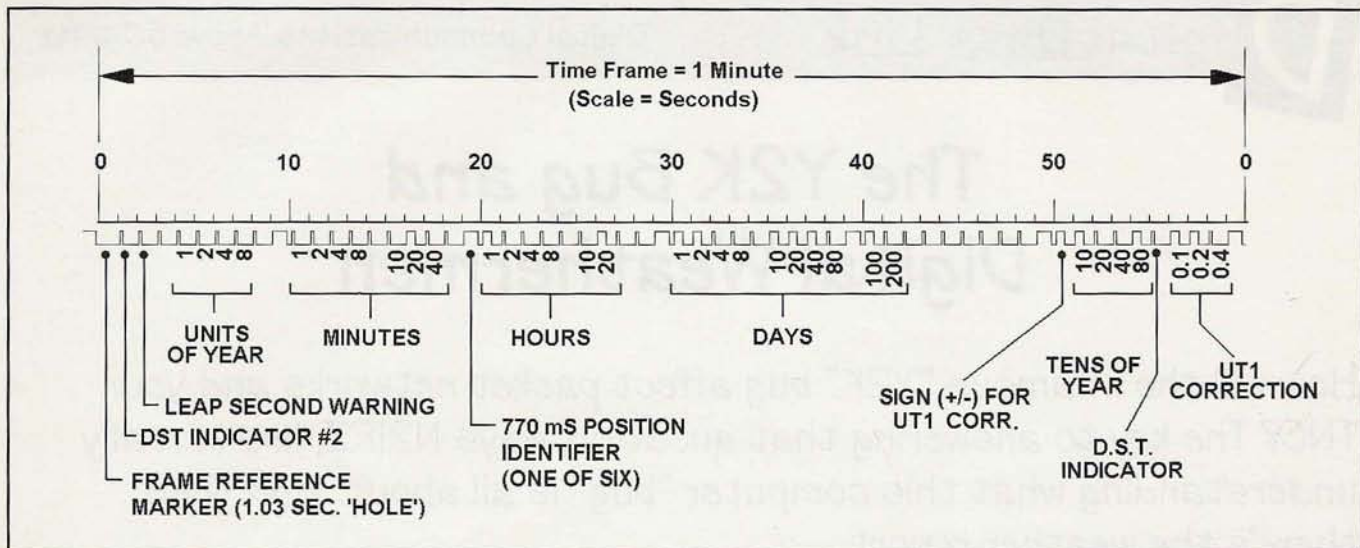 Time Frame = 1 Minute
(Scale = Seconds)
0 10 20 30 40 50 0
1 2 4 8 1 2 4 8 10 20 40 1 2 4 8 10 20 1 2 4 8 10 20 40 80 100 200 10 20 40 80 0.1 0.2 0.4
UNITS
OF YEAR
MINUTES
HOURS
DAYS
SIGN (+/-) FOR
UT1 CORR.
TENS OF
YEAR
UT1
CORRECTION
D.S.T.
INDICATOR
LEAP SECOND WARNING
DST INDICATOR #2
FRAME REFERENCE
MARKER (1.03 SEC. 'HOLE')
770 mS POSITION
IDENTIFIER
(ONE OF SIX)